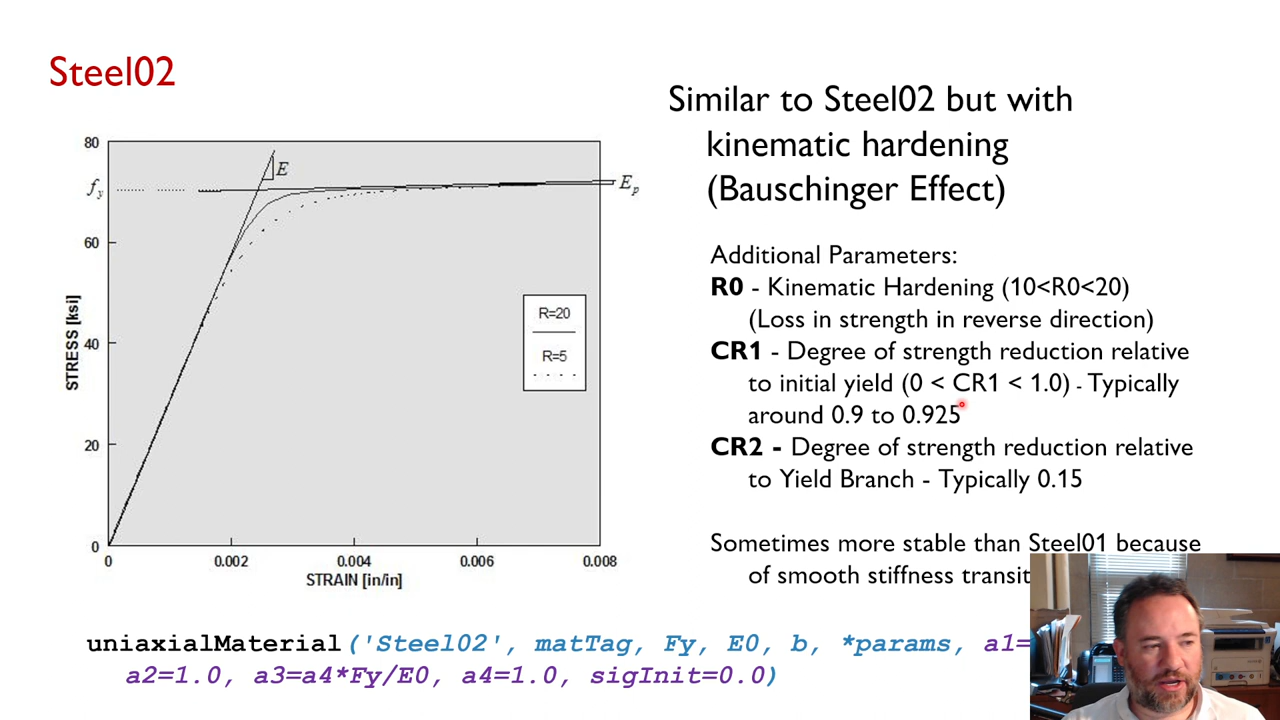 Steel02
Similar to Steel02 but with
kinematic hardening
(Bauschinger Effect)
80
60
40
20
0
fy
E
Ep
R=20
R=5
STRESS [ksi]
0
0.002
0.004
0.006
0.008
STRAIN [in/in]
Additional Parameters:
R0 - Kinematic Hardening (10<R0<20)
(Loss in strength in reverse direction)
CR1 - Degree of strength reduction relative
to initial yield (0 < CR1 < 1.0) - Typically
around 0.9 to 0.925
CR2 - Degree of strength reduction relative
to Yield Branch - Typically 0.15
Sometimes more stable than Steel01 because
of smooth stiffness transit
uniaxialMaterial('Steel02', matTag, Fy, E0, b, *params, a1=
a2=1.0, a3=a4*Fy/E0, a4=1.0, sigInit=0.0)